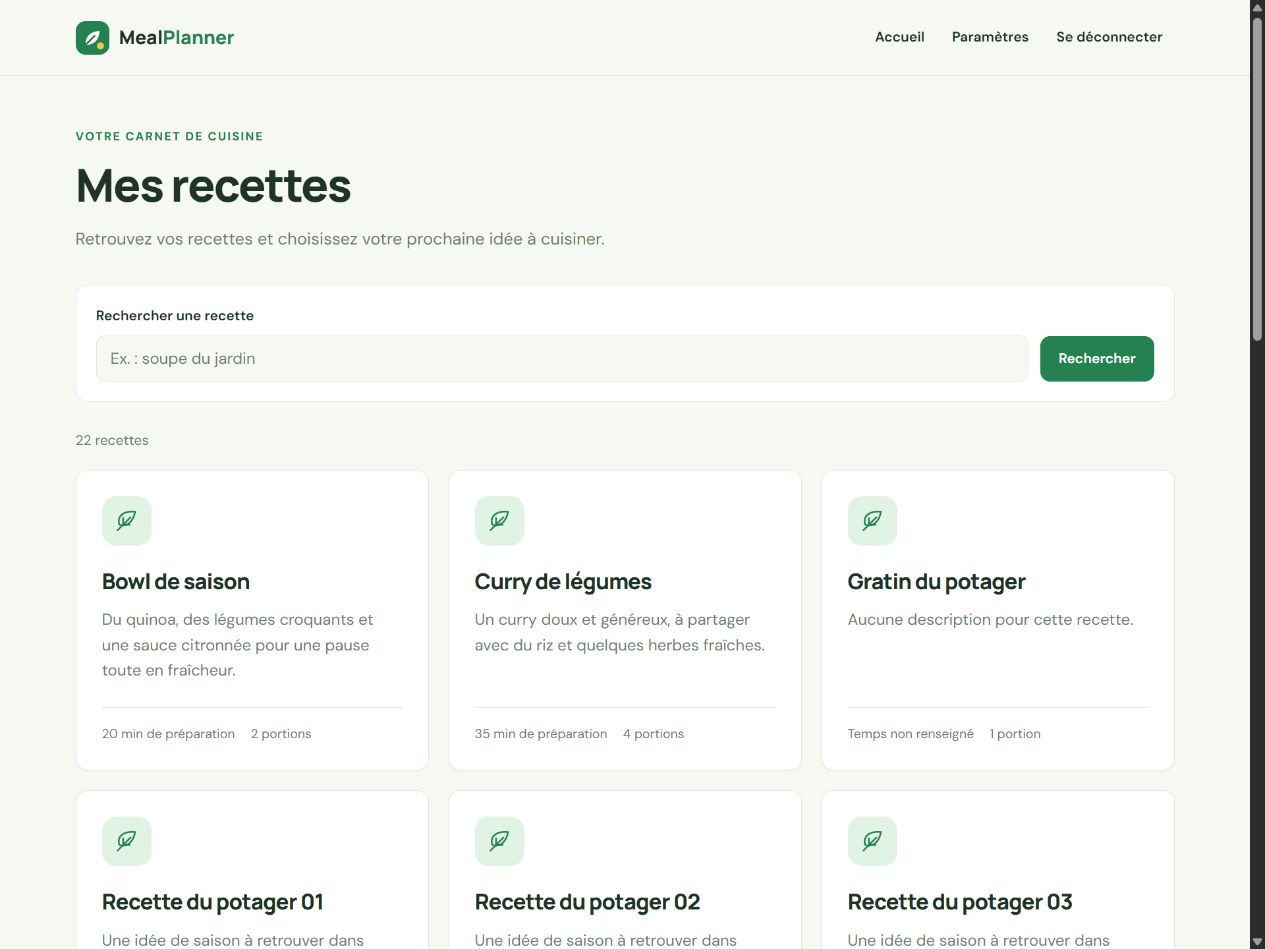 MealPlanner
Accueil Paramètres Se déconnecter
VOTRE CARNET DE CUISINE
Mes recettes
Retrouvez vos recettes et choisissez votre prochaine idée à cuisiner.
Rechercher une recette
Ex. : soupe du jardin
Rechercher
22 recettes
Bowl de saison
Du quinoa, des légumes croquants et
une sauce citronnée pour une pause
toute en fraîcheur.
20 min de préparation 2 portions
Curry de légumes
Un curry doux et généreux, à partager
avec du riz et quelques herbes fraîches.
35 min de préparation 4 portions
Gratin du potager
Aucune description pour cette recette.
Temps non renseigné 1 portion
Recette du potager 01
Une idée de saison à retrouver dans
Recette du potager 02
Une idée de saison à retrouver dans
Recette du potager 03
Une idée de saison à retrouver dans